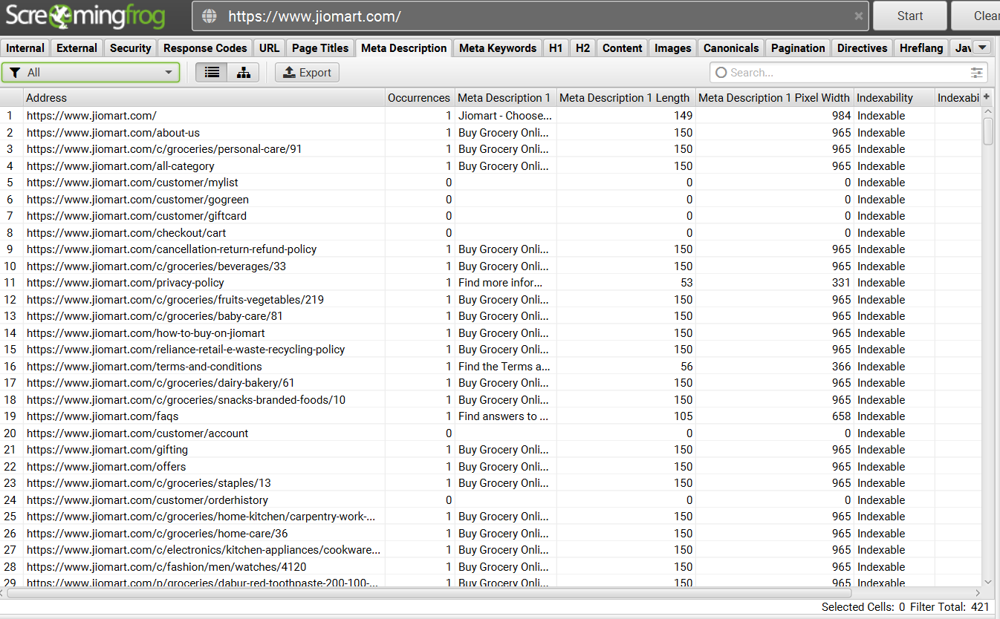 Screamingfrog https://www.jiomart.com/ Start Clear
Internal External Security Response Codes URL Page Titles Meta Description Meta Keywords H1 H2 Content Images Canonicals Pagination Directives Hreflang Jav
All Export Search...
Address Occurrences Meta Description 1 Meta Description 1 Length Meta Description 1 Pixel Width Indexability Indexabi +
1 https://www.jiomart.com/ 1 Jiomart - Choose... 149 984 Indexable
2 https://www.jiomart.com/about-us 1 Buy Grocery Onli... 150 965 Indexable
3 https://www.jiomart.com/c/groceries/personal-care/91 1 Buy Grocery Onli... 150 965 Indexable
4 https://www.jiomart.com/all-category 1 Buy Grocery Onli... 150 965 Indexable
5 https://www.jiomart.com/customer/mylist 0 0 0 Indexable
6 https://www.jiomart.com/customer/gogreen 0 0 0 Indexable
7 https://www.jiomart.com/customer/giftcard 0 0 0 Indexable
8 https://www.jiomart.com/checkout/cart 0 0 0 Indexable
9 https://www.jiomart.com/cancellation-return-refund-policy 1 Buy Grocery Onli... 150 965 Indexable
10 https://www.jiomart.com/c/groceries/beverages/33 1 Buy Grocery Onli... 150 965 Indexable
11 https://www.jiomart.com/privacy-policy 1 Find more infor... 53 331 Indexable
12 https://www.jiomart.com/c/groceries/fruits-vegetables/219 1 Buy Grocery Onli... 150 965 Indexable
13 https://www.jiomart.com/c/groceries/baby-care/81 1 Buy Grocery Onli... 150 965 Indexable
14 https://www.jiomart.com/how-to-buy-on-jiomart 1 Buy Grocery Onli... 150 965 Indexable
15 https://www.jiomart.com/reliance-retail-e-waste-recycling-policy 1 Buy Grocery Onli... 150 965 Indexable
16 https://www.jiomart.com/terms-and-conditions 1 Find the Terms a... 56 366 Indexable
17 https://www.jiomart.com/c/groceries/dairy-bakery/61 1 Buy Grocery Onli... 150 965 Indexable
18 https://www.jiomart.com/c/groceries/snacks-branded-foods/10 1 Buy Grocery Onli... 150 965 Indexable
19 https://www.jiomart.com/faqs 1 Find answers to ... 105 658 Indexable
20 https://www.jiomart.com/customer/account 0 0 0 Indexable
21 https://www.jiomart.com/gifting 1 Buy Grocery Onli... 150 965 Indexable
22 https://www.jiomart.com/offers 1 Buy Grocery Onli... 150 965 Indexable
23 https://www.jiomart.com/c/groceries/staples/13 1 Buy Grocery Onli... 150 965 Indexable
24 https://www.jiomart.com/customer/orderhistory 0 0 0 Indexable
25 https://www.jiomart.com/c/groceries/home-kitchen/carpentry-work-... 1 Buy Grocery Onli... 150 965 Indexable
26 https://www.jiomart.com/c/groceries/home-care/36 1 Buy Grocery Onli... 150 965 Indexable
27 https://www.jiomart.com/c/electronics/kitchen-appliances/cookware... 1 Buy Grocery Onli... 150 965 Indexable
28 https://www.jiomart.com/c/fashion/men/watches/4120 1 Buy Grocery Onli... 150 965 Indexable
29 https://www.jiomart.com/p/groceries/dabur-red-toothpaste-200-100-... 1 Buy Grocery Onli... 150 965 Indexable
Selected Cells: 0 Filter Total: 421